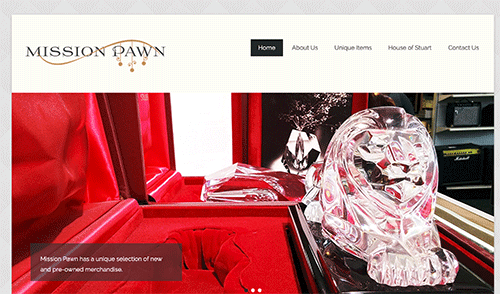 MISSION PAWN
Home About Us Unique Items House of Stuart Contact Us
Marshall
Mission Pawn has a unique selection of new
and pre-owned merchandise.